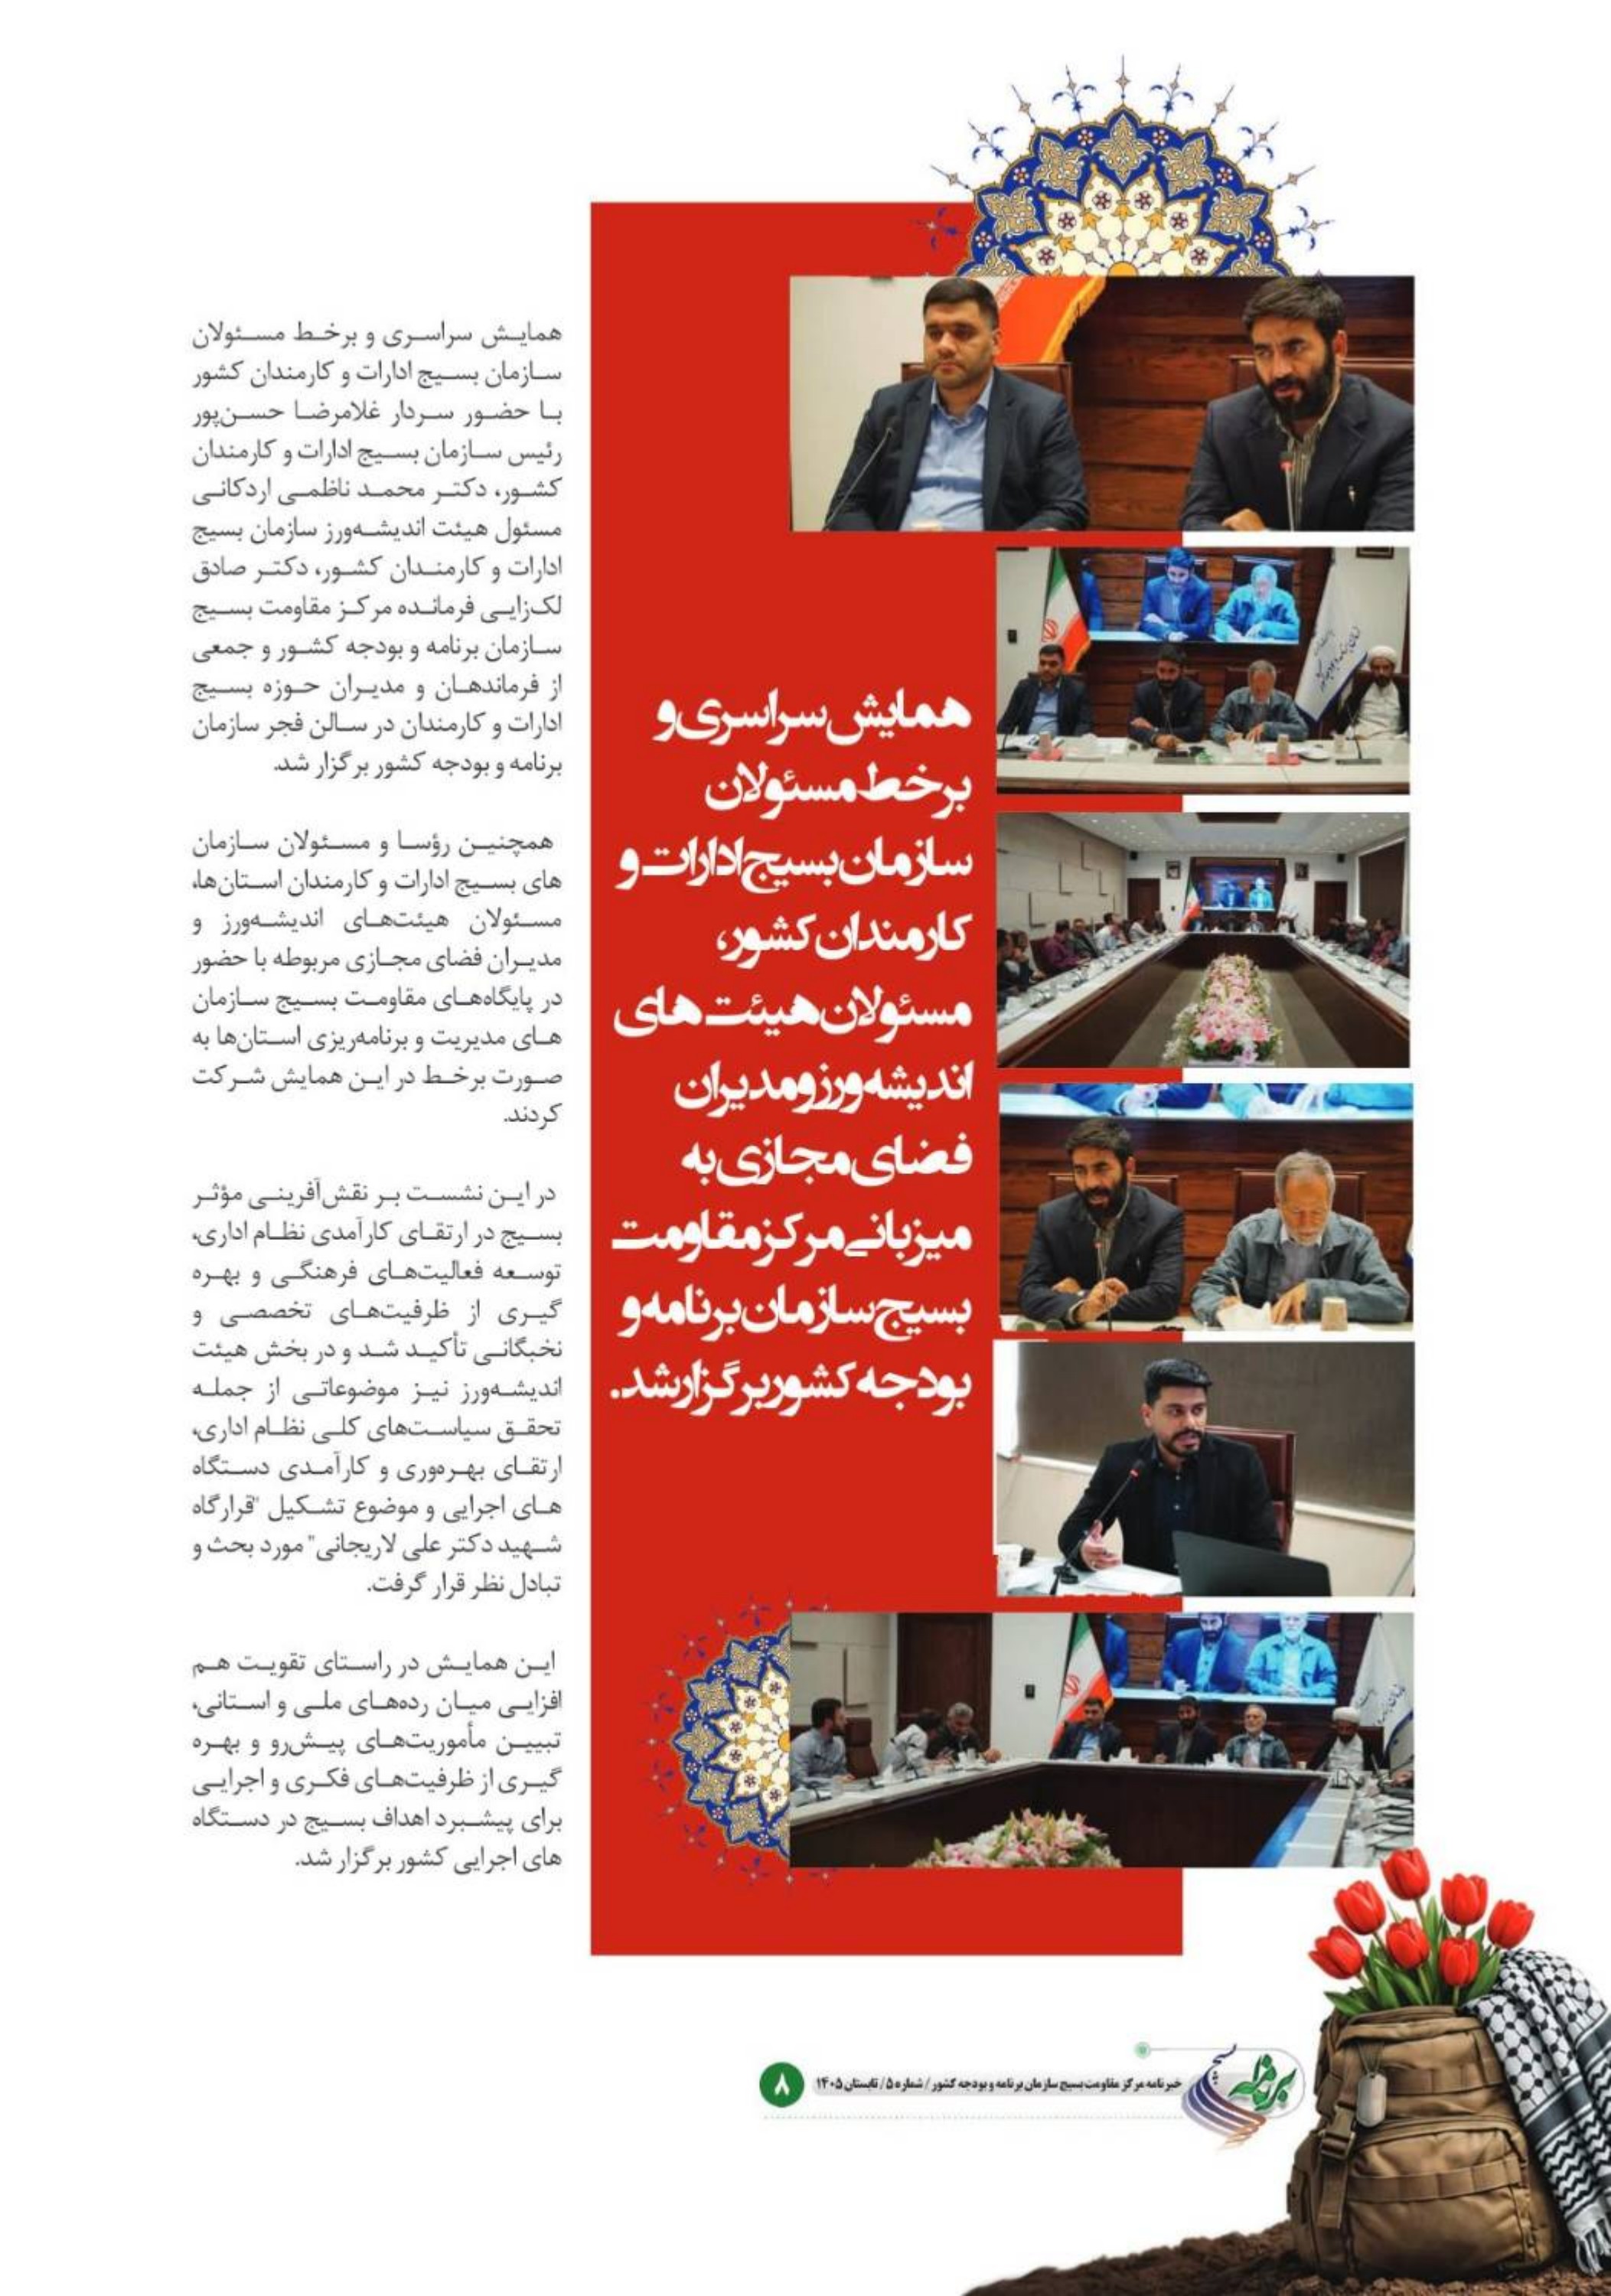 همایش سراسری و
برخط مسئولان
سازمان بسیج ادارات و
کارمندان کشور،
مسئولان هیئت های
اندیشه ورز و مدیران
فضای مجازی به
میزبانی مرکز مقاومت
بسیج سازمان برنامه و
بودجه کشور برگزار شد.
همایش سراسری و برخط مسئولان
سازمان بسیج ادارات و کارمندان کشور
با حضور سردار غلامرضا حسن‌پور
رئیس سازمان بسیج ادارات و کارمندان
کشور، دکتر محمد ناظمی اردکانی
مسئول هیئت اندیشه‌ورز سازمان بسیج
ادارات و کارمندان کشور، دکتر صادق
لک‌زایی فرمانده مرکز مقاومت بسیج
سازمان برنامه و بودجه کشور و جمعی
از فرماندهان و مدیران حوزه بسیج
ادارات و کارمندان در سالن فجر سازمان
برنامه و بودجه کشور برگزار شد.
همچنین رؤسا و مسئولان سازمان
های بسیج ادارات و کارمندان استان‌ها،
مسئولان هیئت‌های اندیشه‌ورز و
مدیران فضای مجازی مربوطه با حضور
در پایگاه‌های مقاومت بسیج سازمان
های مدیریت و برنامه‌ریزی استان‌ها به
صورت برخط در این همایش شرکت
کردند.
در این نشست بر نقش‌آفرینی مؤثر
بسیج در ارتقای کارآمدی نظام اداری،
توسعه فعالیت‌های فرهنگی و بهره
گیری از ظرفیت‌های تخصصی و
نخبگانی تأکید شد و در بخش هیئت
اندیشه‌ورز نیز موضوعاتی از جمله
تحقق سیاست‌های کلی نظام اداری،
ارتقای بهره‌وری و کارآمدی دستگاه
های اجرایی و موضوع تشکیل "قرارگاه
شهید دکتر علی لاریجانی" مورد بحث و
تبادل نظر قرار گرفت.
این همایش در راستای تقویت هم
افزایی میان رده‌های ملی و استانی،
تبیین مأموریت‌های پیش‌رو و بهره
گیری از ظرفیت‌های فکری و اجرایی
برای پیشبرد اهداف بسیج در دستگاه
های اجرایی کشور برگزار شد.
برنامه بسیج
خبرنامه مرکز مقاومت بسیج سازمان برنامه و بودجه کشور / شماره ۵ / تابستان ۱۴۰۵
۸